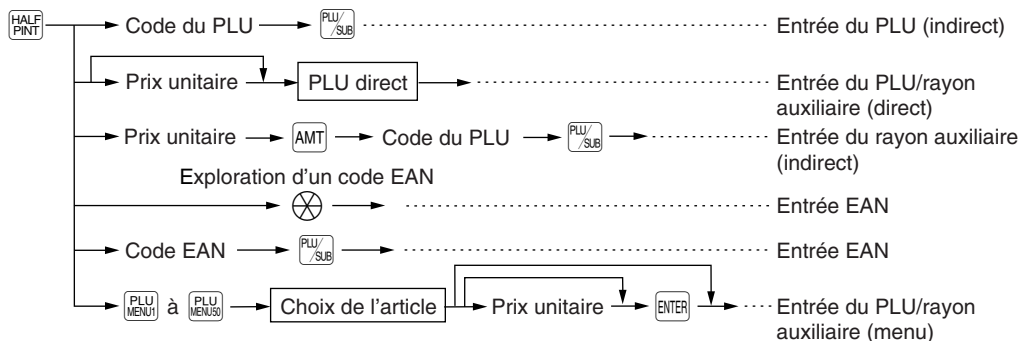 HALF PINT Code du PLU PLU/SUB Entrée du PLU (indirect)
Prix unitaire PLU direct Entrée du PLU/rayon
auxiliaire (direct)
Prix unitaire AMT Code du PLU PLU/SUB Entrée du rayon auxiliaire
(indirect)
Exploration d'un code EAN
Entrée EAN
Code EAN PLU/SUB Entrée EAN
PLU MENU1 à PLU MENU50 Choix de l'article Prix unitaire ENTER Entrée du PLU/rayon
auxiliaire (menu)